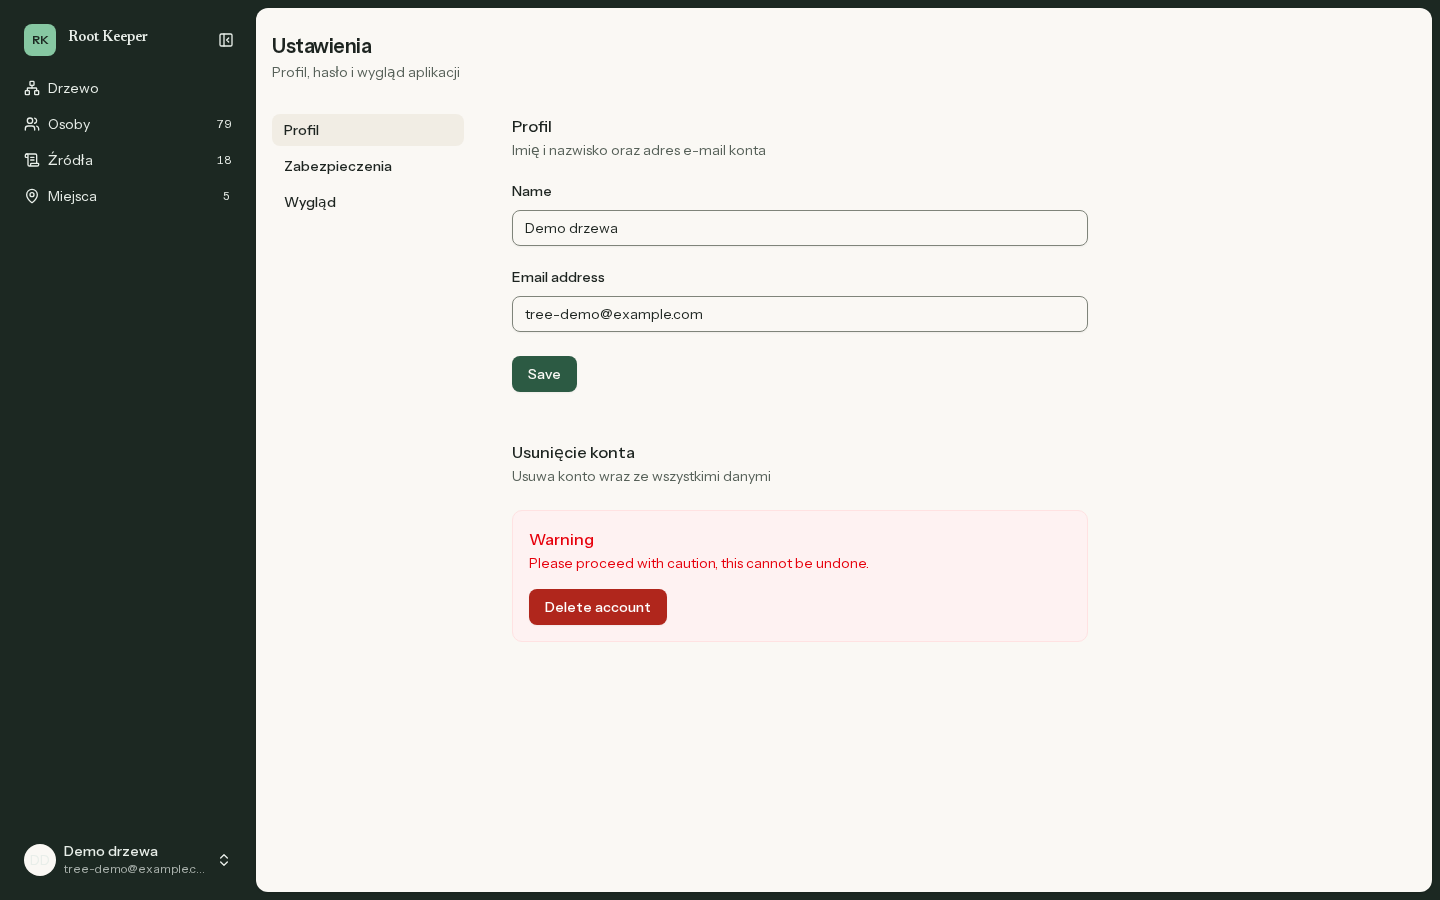 RK
Root Keeper
Drzewo
Osoby 79
Źródła 18
Miejsca 5
Demo drzewa
tree-demo@example.c...
Ustawienia
Profil, hasło i wygląd aplikacji
Profil
Zabezpieczenia
Wygląd
Profil
Imię i nazwisko oraz adres e-mail konta
Name
Demo drzewa
Email address
tree-demo@example.com
Save
Usunięcie konta
Usuwa konto wraz ze wszystkimi danymi
Warning
Please proceed with caution, this cannot be undone.
Delete account